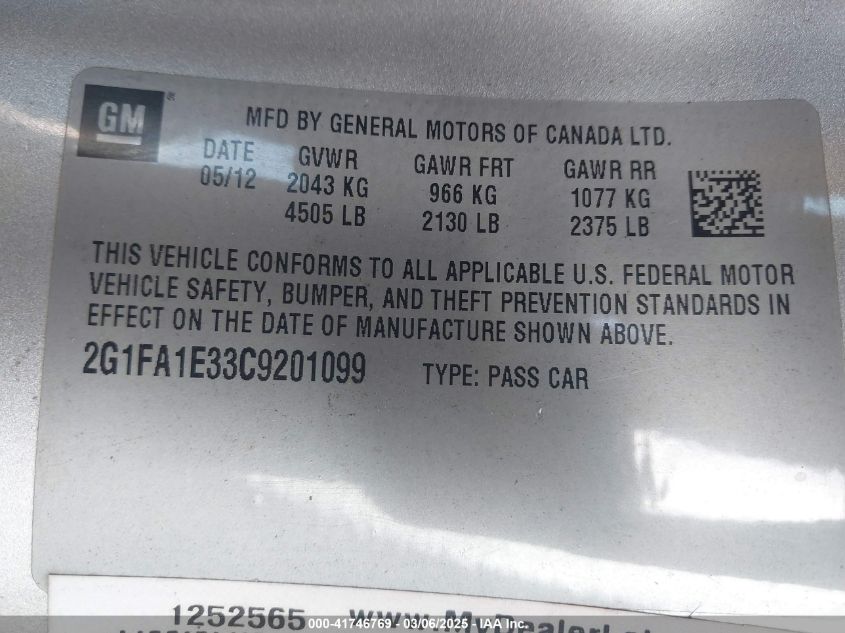 GM
MFD BY GENERAL MOTORS OF CANADA LTD.
DATE GVWR GAWR FRT GAWR RR
05/12 2043 KG 966 KG 1077 KG
4505 LB 2130 LB 2375 LB
THIS VEHICLE CONFORMS TO ALL APPLICABLE U.S. FEDERAL MOTOR
VEHICLE SAFETY, BUMPER, AND THEFT PREVENTION STANDARDS IN
EFFECT ON THE DATE OF MANUFACTURE SHOWN ABOVE.
2G1FA1E33C9201099 TYPE: PASS CAR
1252565
000-41746769 - 03/06/2025 - IAA Inc.